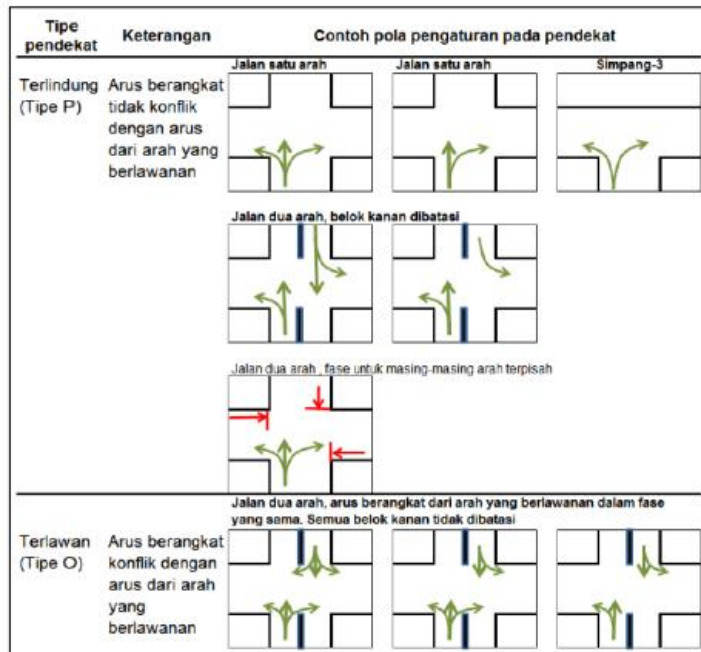 Tipe pendekat
Keterangan
Contoh pola pengaturan pada pendekat
Terlindung (Tipe P)
Arus berangkat tidak konflik dengan arus dari arah yang berlawanan
Jalan satu arah
Jalan satu arah
Simpang-3
Jalan dua arah, belok kanan dibatasi
Jalan dua arah , fase untuk masing-masing arah terpisah
Terlawan (Tipe O)
Arus berangkat konflik dengan arus dari arah yang berlawanan
Jalan dua arah, arus berangkat dari arah yang berlawanan dalam fase
yang sama. Semua belok kanan tidak dibatasi